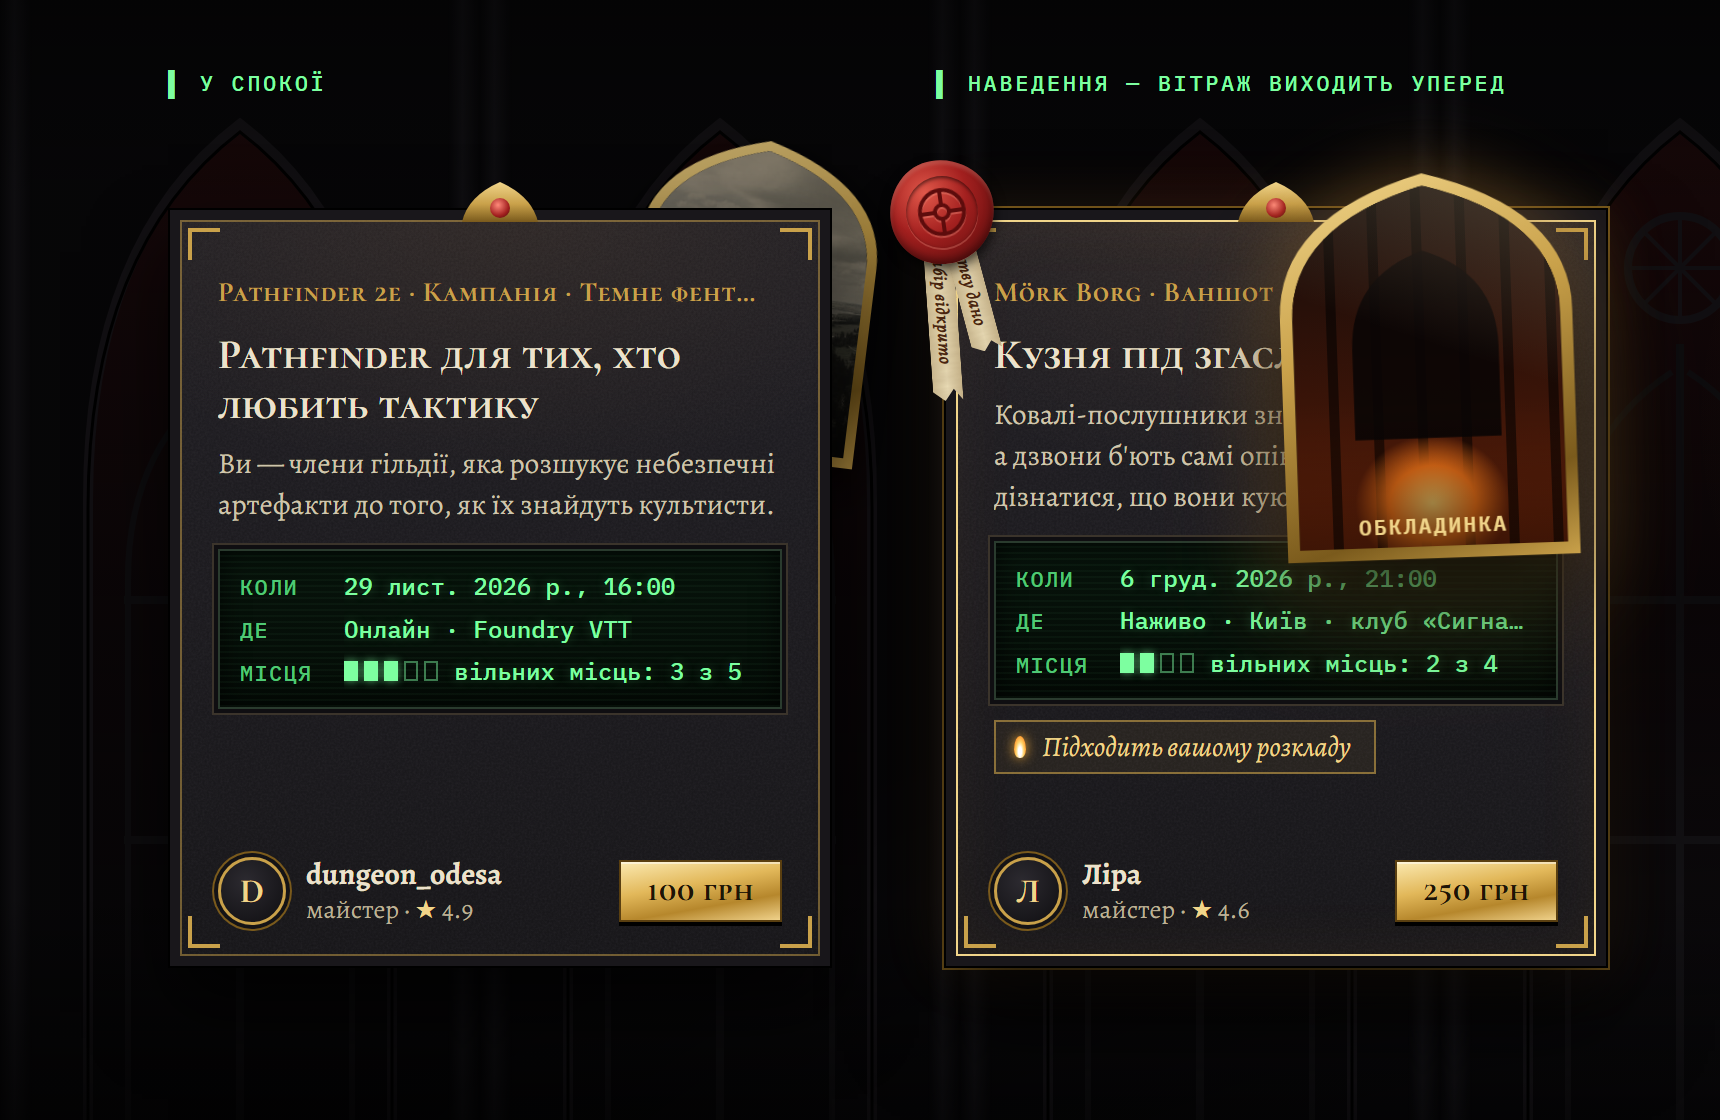 У СПОКОЇ
НАВЕДЕННЯ — ВІТРАЖ ВИХОДИТЬ УПЕРЕД
Pathfinder 2e · Кампанія · Темне фент…
Pathfinder для тих, хто
любить тактику
Ви — члени гільдії, яка розшукує небезпечні
артефакти до того, як їх знайдуть культисти.
КОЛИ 29 лист. 2026 р., 16:00
ДЕ Онлайн · Foundry VTT
МІСЦЯ вільних місць: 3 з 5
D
dungeon_odesa
майстер · ★ 4.9
100 грн
відкрито
дано
Mörk Borg · Ваншот
Кузня під
Ковалі-послушники
а дзвони б'ють самі
дізнатися, що вони
ОБКЛАДИНКА
КОЛИ 6 груд. 2026 р., 21:00
ДЕ Наживо · Київ · клуб «Сигна…
МІСЦЯ вільних місць: 2 з 4
Підходить вашому розкладу
Л
Ліра
майстер · ★ 4.6
250 грн